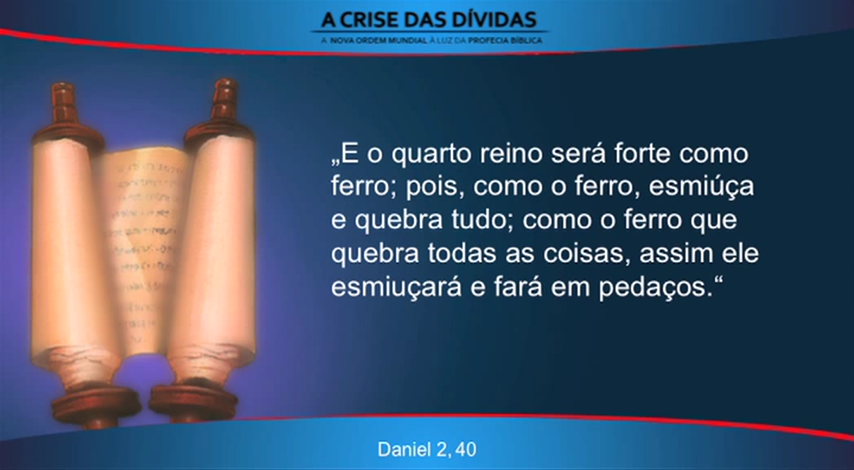 A CRISE DAS DÍVIDAS
A NOVA ORDEM MUNDIAL À LUZ DA PROFECIA BÍBLICA
„E o quarto reino será forte como
ferro; pois, como o ferro, esmiúça
e quebra tudo; como o ferro que
quebra todas as coisas, assim ele
esmiuçará e fará em pedaços.“
Daniel 2, 40